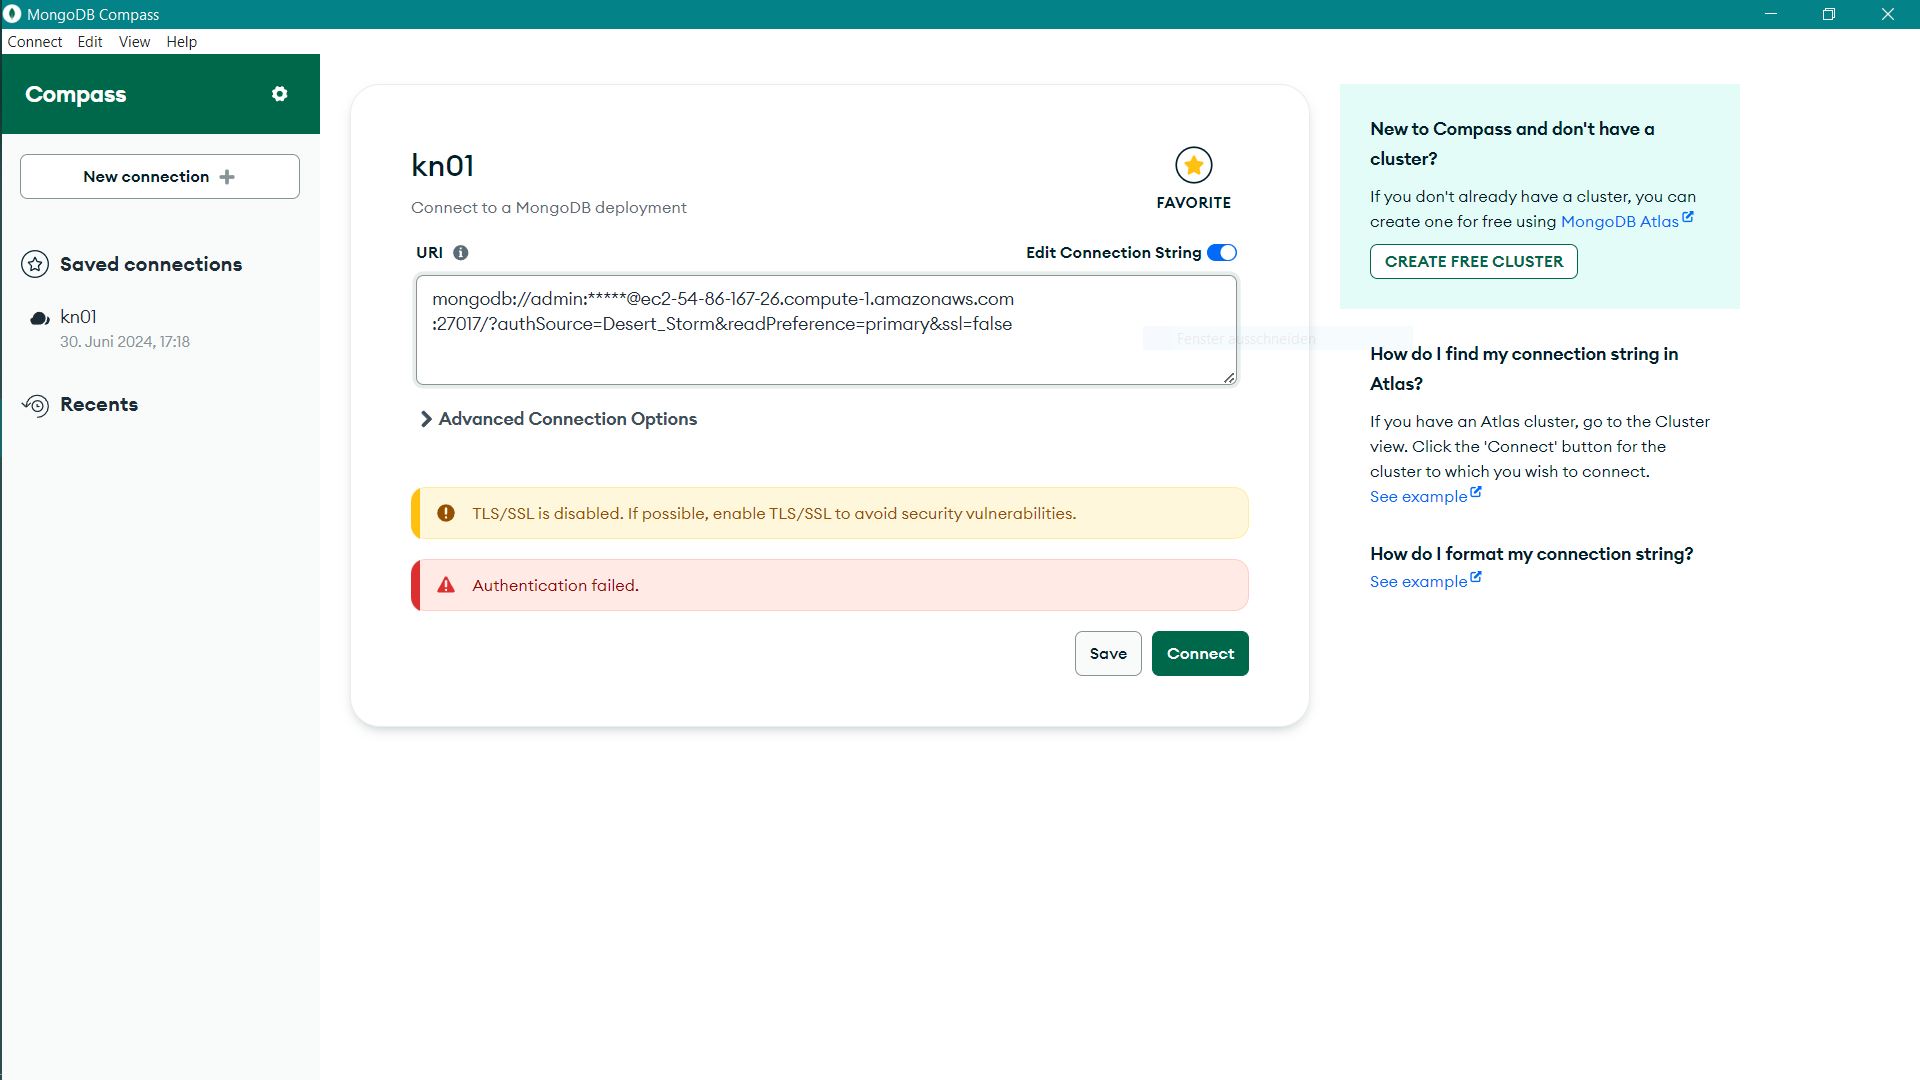 MongoDB Compass
Connect Edit View Help
Compass
New connection
Saved connections
kn01
30. Juni 2024, 17:18
Recents
kn01
Connect to a MongoDB deployment
FAVORITE
URI
Edit Connection String
mongodb://admin:*****@ec2-54-86-167-26.compute-1.amazonaws.com
:27017/?authSource=Desert_Storm&readPreference=primary&ssl=false
Fenster ausschneiden
Advanced Connection Options
TLS/SSL is disabled. If possible, enable TLS/SSL to avoid security vulnerabilities.
Authentication failed.
Save
Connect
New to Compass and don't have a
cluster?
If you don't already have a cluster, you can
create one for free using MongoDB Atlas
CREATE FREE CLUSTER
How do I find my connection string in
Atlas?
If you have an Atlas cluster, go to the Cluster
view. Click the 'Connect' button for the
cluster to which you wish to connect.
See example
How do I format my connection string?
See example